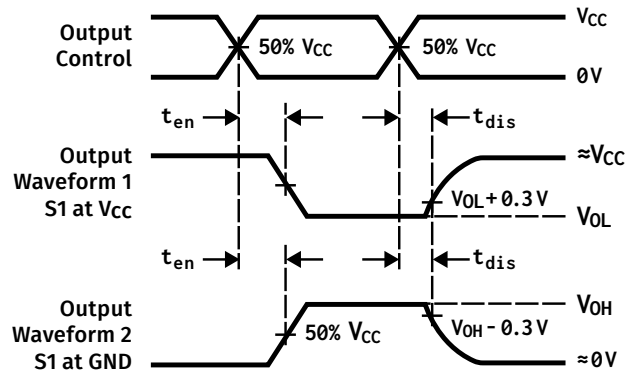 Output
Control
50% VCC
50% VCC
VCC
0V
ten
tdis
Output
Waveform 1
S1 at VCC
≈VCC
VOL + 0.3 V
VOL
ten
tdis
Output
Waveform 2
S1 at GND
50% VCC
VOH
VOH − 0.3 V
≈0V